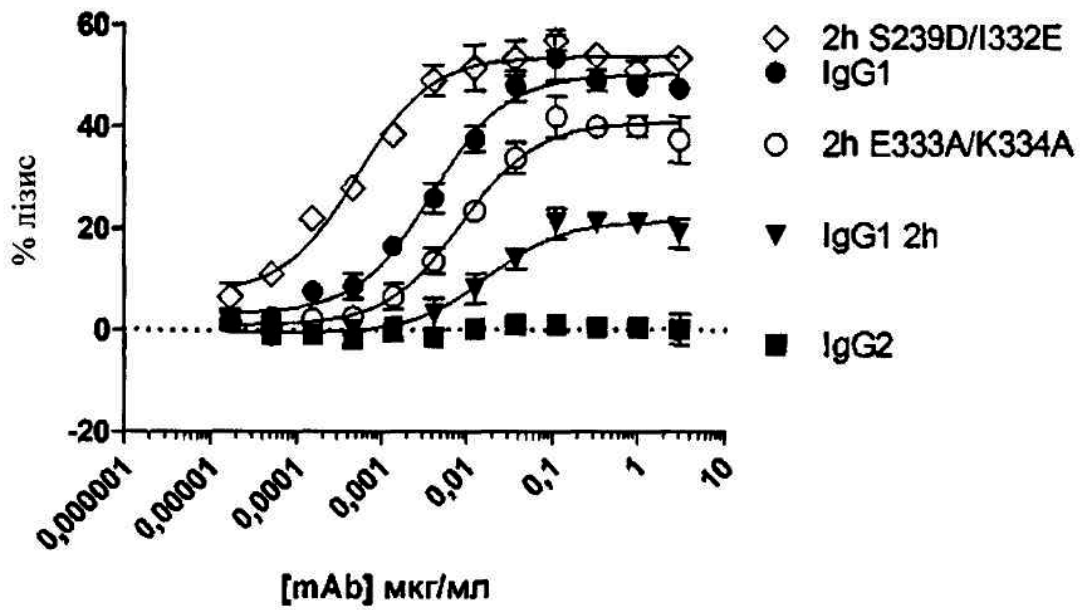 60
40
20
0
-20
% лізис
0,000001
0,00001
0,0001
0,001
0,01
0,1
1
10
[mAb] мкг/мл
2h S239D/I332E
IgG1
2h E333A/K334A
IgG1 2h
IgG2